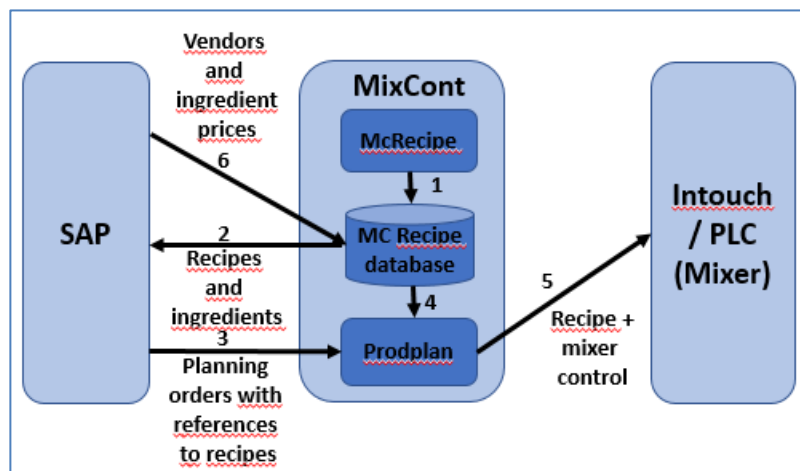 SAP
Vendors
and
ingredient
prices
6
2
Recipes
and
ingredients
3
Planning
orders with
references
to recipes
MixCont
McRecipe
1
MC Recipe
database
4
Prodplan
5
Recipe +
mixer
control
Intouch
/ PLC
(Mixer)